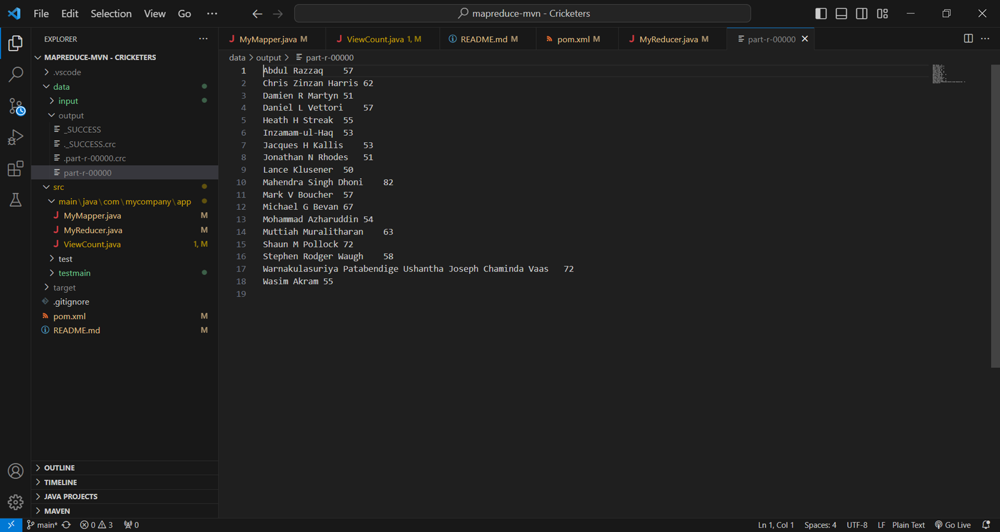 File Edit Selection View Go ···
mapreduce-mvn - Cricketers
EXPLORER ···
MAPREDUCE-MVN - CRICKETERS
.vscode
data
input
output
_SUCCESS
._SUCCESS.crc
.part-r-00000.crc
part-r-00000
src
main\java\com\mycompany\app
MyMapper.java M
MyReducer.java M
ViewCount.java 1, M
test
testmain
target
.gitignore
pom.xml M
README.md M
OUTLINE
TIMELINE
JAVA PROJECTS
MAVEN
MyMapper.java M ViewCount.java 1, M README.md M pom.xml M MyReducer.java M part-r-00000
data > output > part-r-00000
1 Abdul Razzaq 57
2 Chris Zinzan Harris 62
3 Damien R Martyn 51
4 Daniel L Vettori 57
5 Heath H Streak 55
6 Inzamam-ul-Haq 53
7 Jacques H Kallis 53
8 Jonathan N Rhodes 51
9 Lance Klusener 50
10 Mahendra Singh Dhoni 82
11 Mark V Boucher 57
12 Michael G Bevan 67
13 Mohammad Azharuddin 54
14 Muttiah Muralitharan 63
15 Shaun M Pollock 72
16 Stephen Rodger Waugh 58
17 Warnakulasuriya Patabendige Ushantha Joseph Chaminda Vaas 72
18 Wasim Akram 55
19
main* 0 3 0 Ln 1, Col 1 Spaces: 4 UTF-8 LF Plain Text Go Live